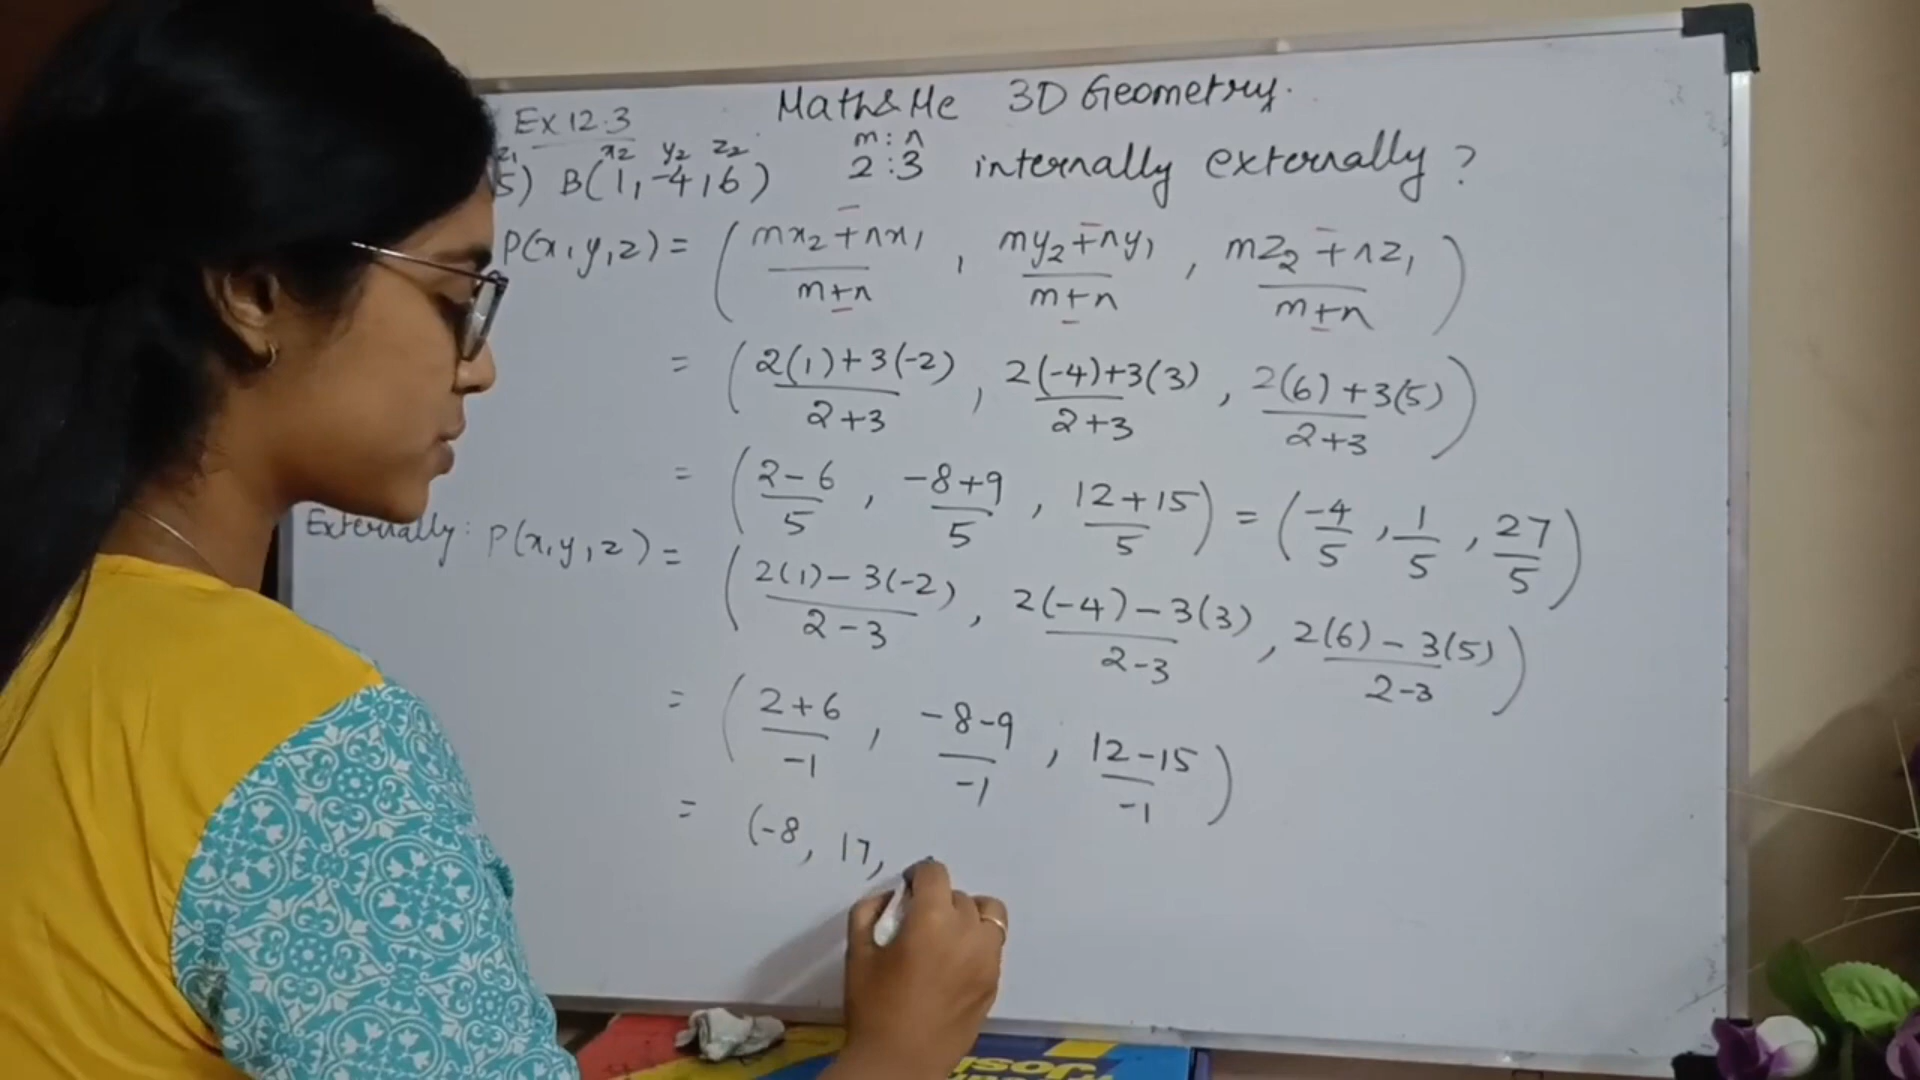 Math&Me 3D Geometry.
Ex 12.3
z₁ x₂ y₂ z₂ m : n
5) B(1, -4, 6) 2 : 3 internally externally ?
P(x, y, z) = ( (mx₂ + nx₁)/(m+n) , (my₂ + ny₁)/(m+n) , (mz₂ + nz₁)/(m+n) )
= ( (2(1)+3(-2))/(2+3) , (2(-4)+3(3))/(2+3) , (2(6)+3(5))/(2+3) )
= ( (2-6)/5 , (-8+9)/5 , (12+15)/5 ) = ( -4/5 , 1/5 , 27/5 )
Externally : P(x, y, z) = ( (2(1)-3(-2))/(2-3) , (2(-4)-3(3))/(2-3) , (2(6)-3(5))/(2-3) )
= ( (2+6)/-1 , (-8-9)/-1 , (12-15)/-1 )
= (-8, 17,